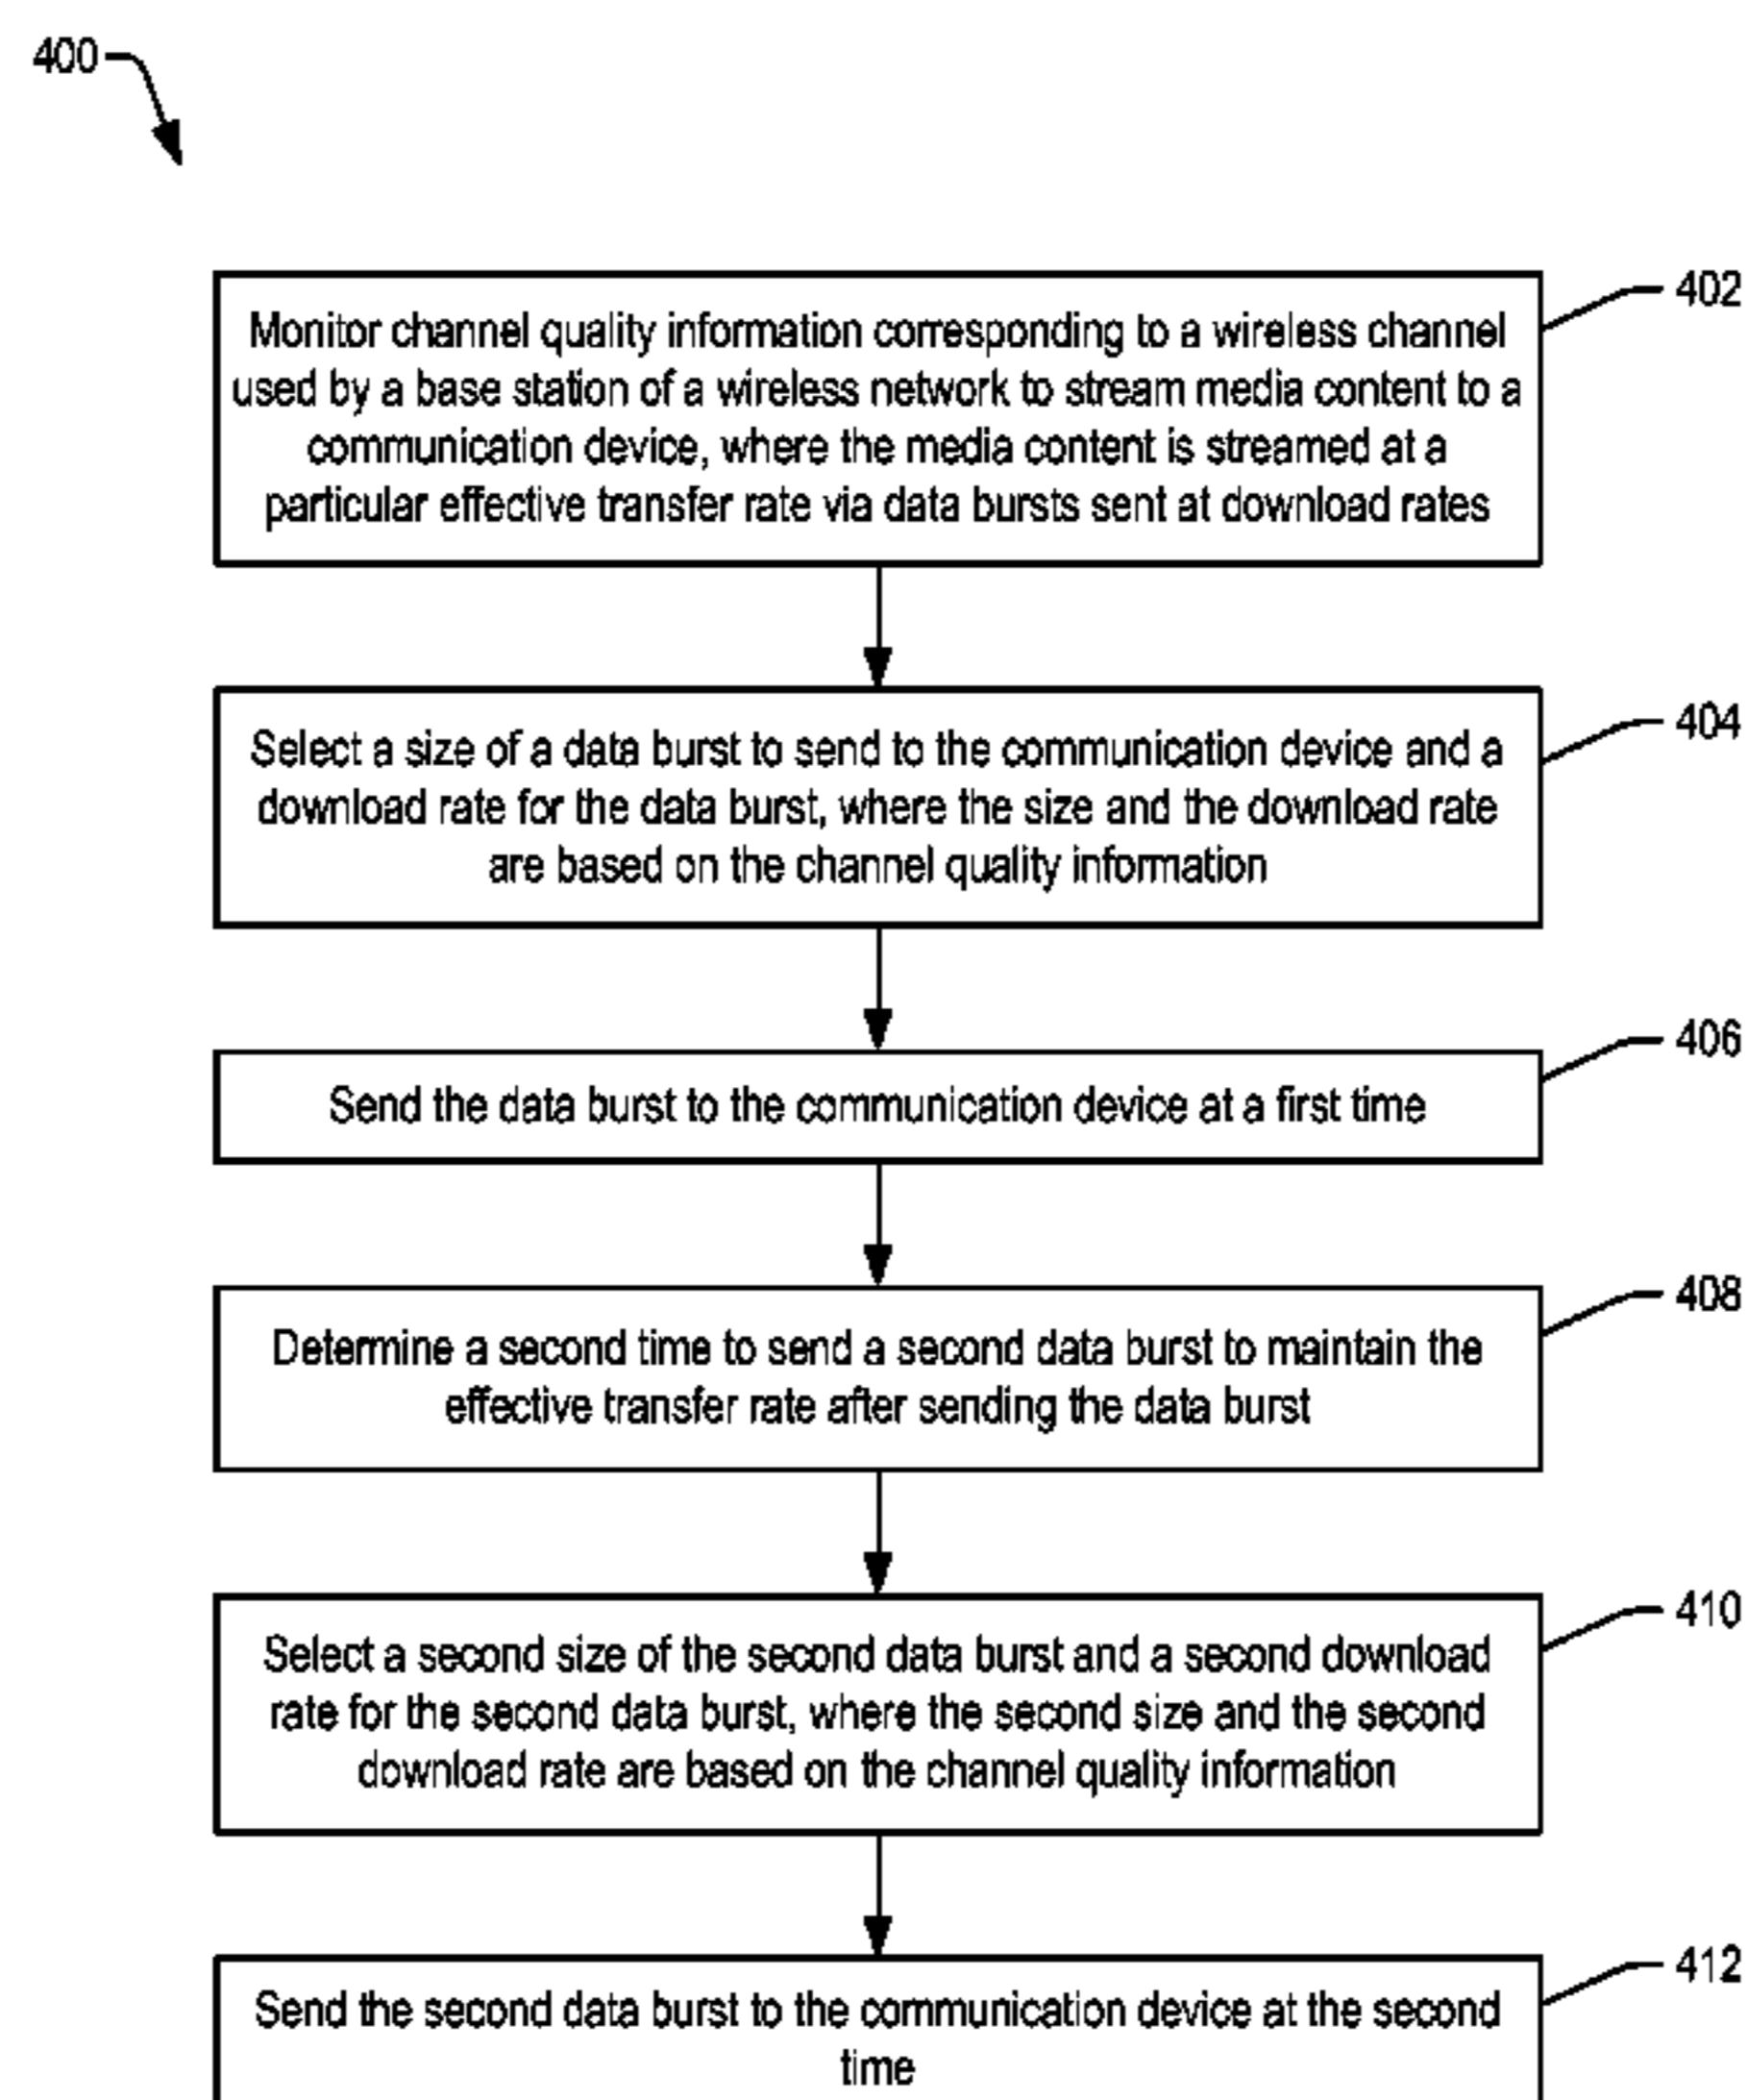 400
402
Monitor channel quality information corresponding to a wireless channel
used by a base station of a wireless network to stream media content to a
communication device, where the media content is streamed at a
particular effective transfer rate via data bursts sent at download rates
404
Select a size of a data burst to send to the communication device and a
download rate for the data burst, where the size and the download rate
are based on the channel quality information
406
Send the data burst to the communication device at a first time
408
Determine a second time to send a second data burst to maintain the
effective transfer rate after sending the data burst
410
Select a second size of the second data burst and a second download
rate for the second data burst, where the second size and the second
download rate are based on the channel quality information
412
Send the second data burst to the communication device at the second
time